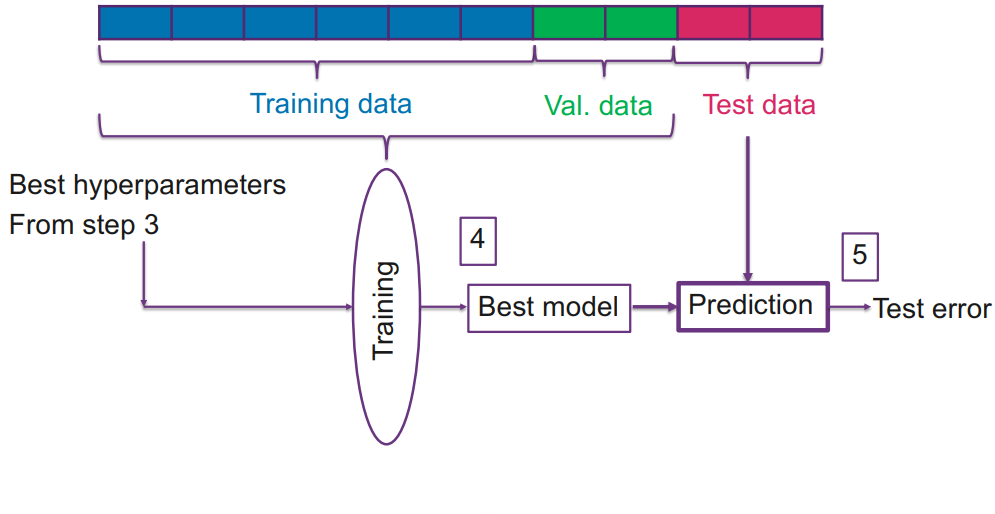 Training data
Val. data
Test data
Best hyperparameters
From step 3
Training
4
Best model
Prediction
5
Test error